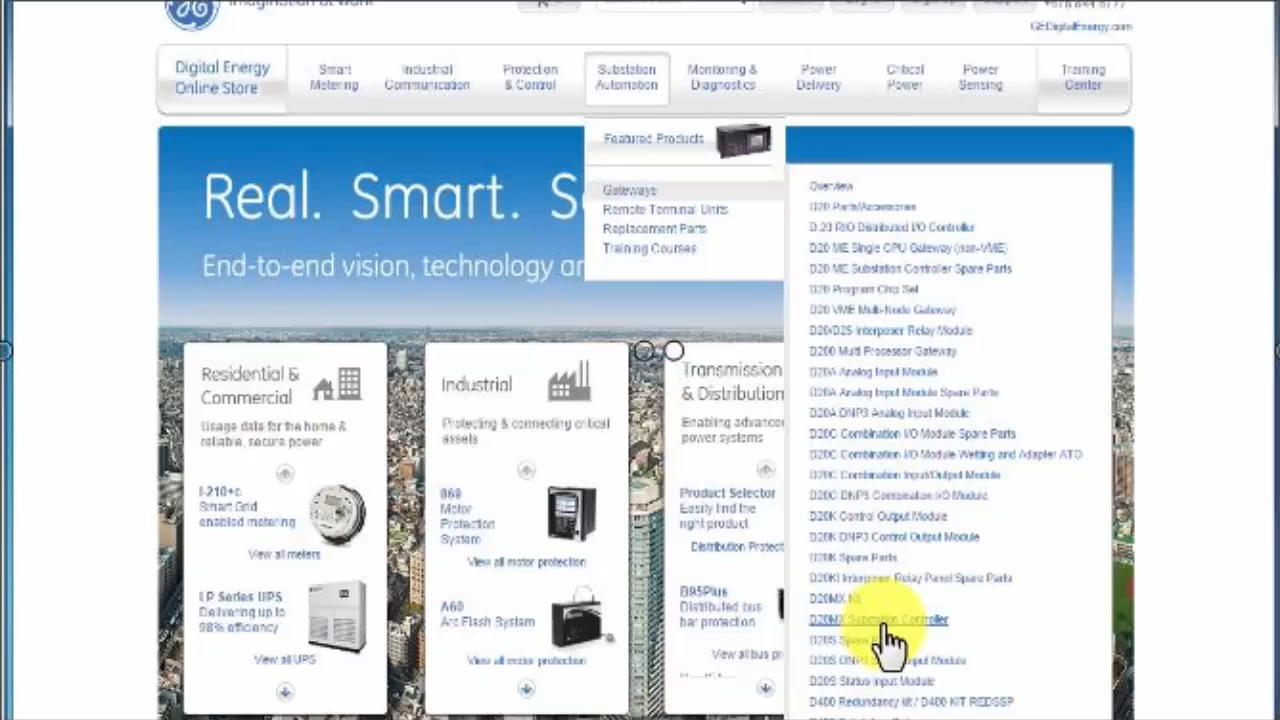 imagination at work
GEDigitalEnergy.com
Digital Energy
Online Store
Smart
Metering
Industrial
Communication
Protection
& Control
Substation
Automation
Monitoring &
Diagnostics
Power
Delivery
Critical
Power
Power
Sensing
Training
Center
Featured Products
Gateways
Remote Terminal Units
Replacement Parts
Training Courses
Overview
D20 Parts/Accessories
D.20 RIO Distributed I/O Controller
D20 ME Single CPU Gateway (non-VME)
D20 ME Substation Controller Spare Parts
D20 Program Chip Set
D20 VME Multi-Node Gateway
D20/D25 Interposer Relay Module
D200 Multi Processor Gateway
D20A Analog Input Module
D20A Analog Input Module Spare Parts
D20A DNP3 Analog Input Module
D20C Combination I/O Module Spare Parts
D20C Combination I/O Module Wetting and Adapter ATO
D20C Combination Input/Output Module
D20C DNP3 Combination I/O Module
D20K Control Output Module
D20K DNP3 Control Output Module
D20K Spare Parts
D20KI Interposer Relay Panel Spare Parts
D20MX Kit
D20MX Substation Controller
D20S Spare
D20S DNP3 Input Module
D20S Status Input Module
D400 Redundancy kit / D400 KIT REDSSP
Real. Smart. S
End-to-end vision, technology an
Residential &
Commercial
Usage data for the home &
reliable, secure power
I-210+c
Smart Grid
enabled metering
View all meters
LP Series UPS
Delivering up to
98% efficiency
View all UPS
Industrial
Protecting & connecting critical
assets
860
Motor
Protection
System
View all motor protection
A60
Arc Flash System
View all motor protection
Transmission
& Distribution
Enabling advanced
power systems
Product Selector
Easily find the
right product
Distribution Protect
B95Plus
Distributed bus
bar protection
View all bus pr